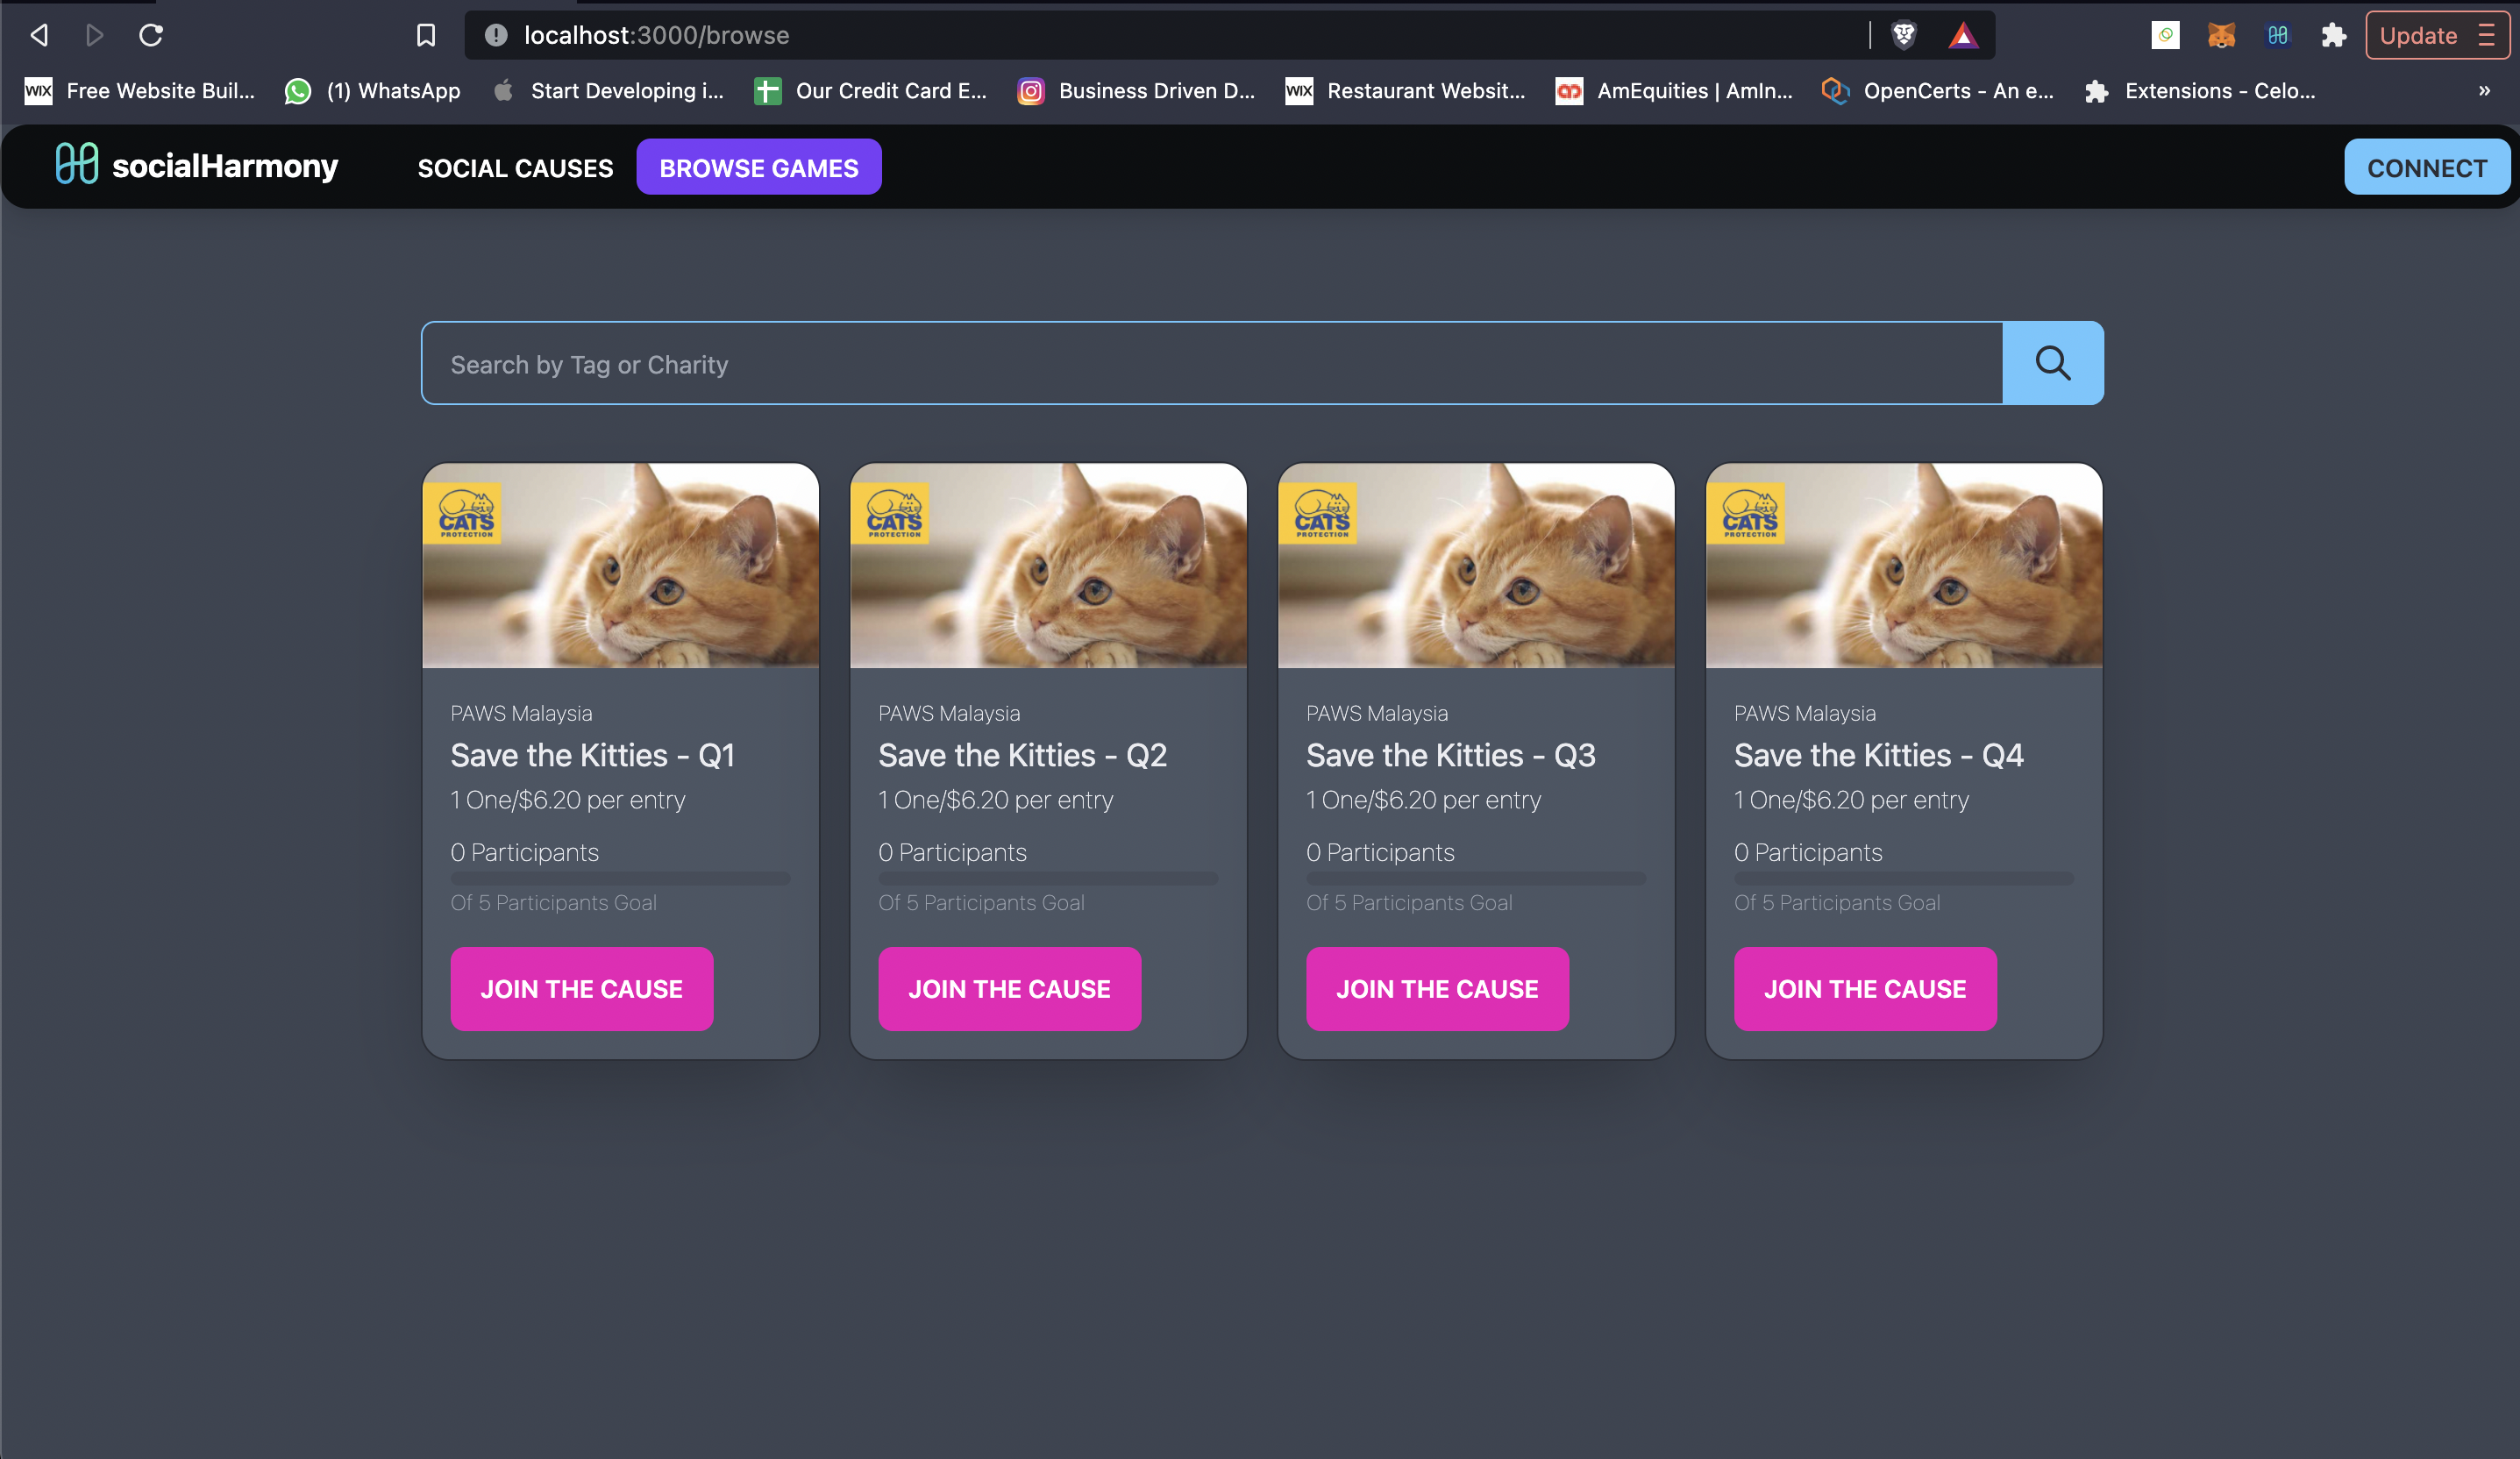 localhost:3000/browse
Update
WIX Free Website Buil...
(1) WhatsApp
Start Developing i...
Our Credit Card E...
Business Driven D...
WIX Restaurant Websit...
AmEquities | AmIn...
OpenCerts - An e...
Extensions - Celo...
»
socialHarmony
SOCIAL CAUSES
BROWSE GAMES
CONNECT
Search by Tag or Charity
CATS
PROTECTION
PAWS Malaysia
Save the Kitties - Q1
1 One/$6.20 per entry
0 Participants
Of 5 Participants Goal
JOIN THE CAUSE
CATS
PROTECTION
PAWS Malaysia
Save the Kitties - Q2
1 One/$6.20 per entry
0 Participants
Of 5 Participants Goal
JOIN THE CAUSE
CATS
PROTECTION
PAWS Malaysia
Save the Kitties - Q3
1 One/$6.20 per entry
0 Participants
Of 5 Participants Goal
JOIN THE CAUSE
CATS
PROTECTION
PAWS Malaysia
Save the Kitties - Q4
1 One/$6.20 per entry
0 Participants
Of 5 Participants Goal
JOIN THE CAUSE